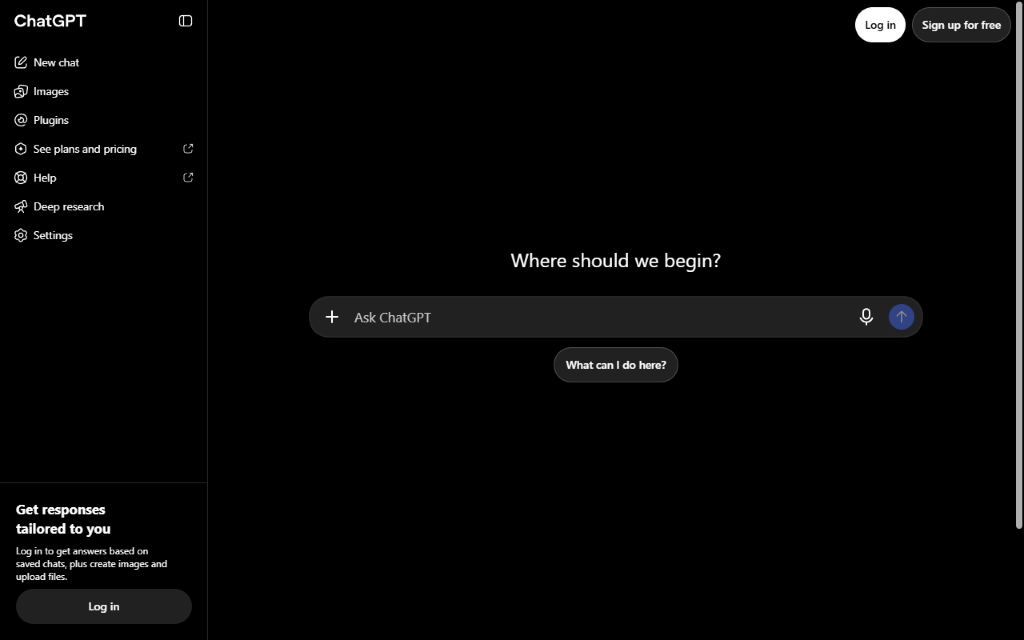 ChatGPT
New chat
Images
Plugins
See plans and pricing
Help
Deep research
Settings
Get responses
tailored to you
Log in to get answers based on
saved chats, plus create images and
upload files.
Log in
Log in
Sign up for free
Where should we begin?
Ask ChatGPT
What can I do here?